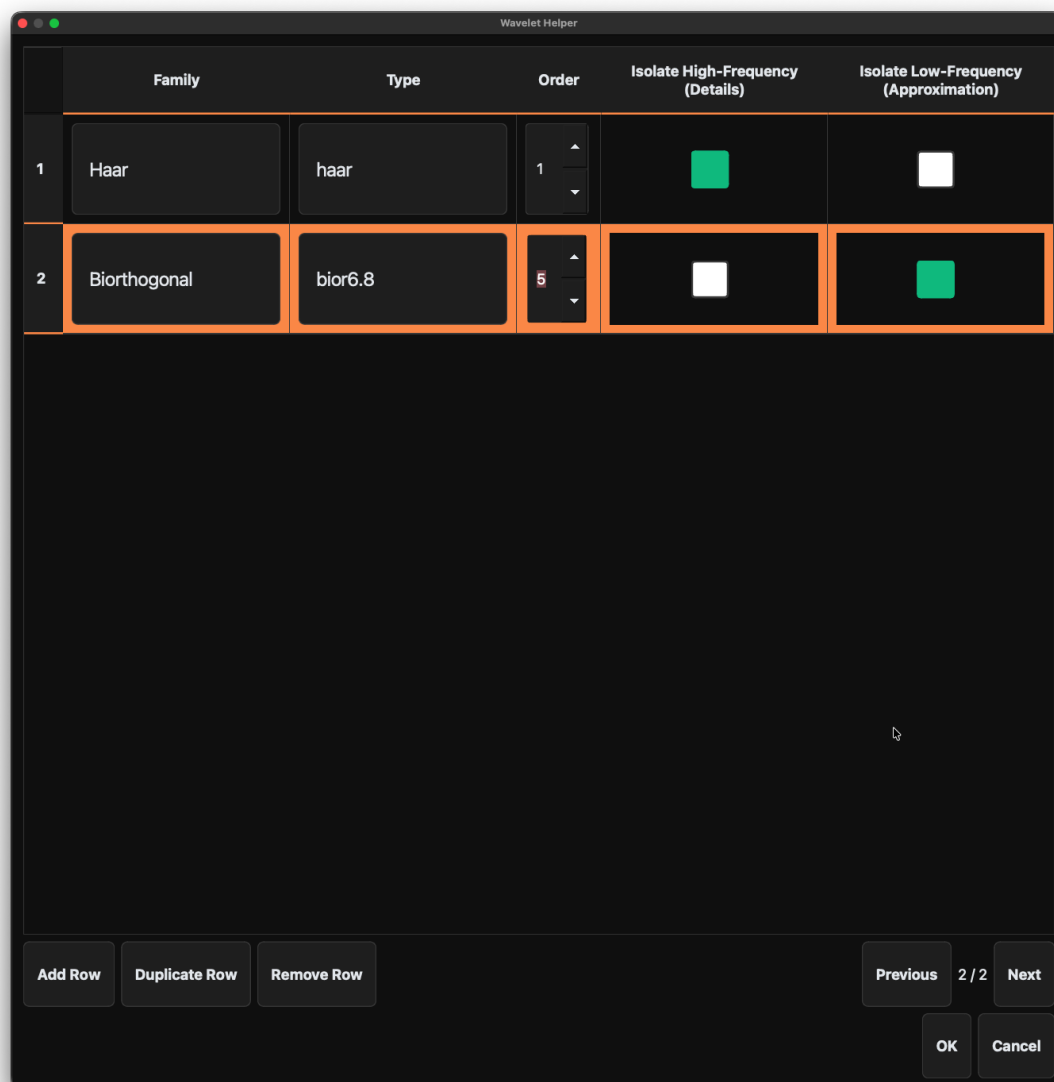 Wavelet Helper
Family Type Order Isolate High-Frequency (Details) Isolate Low-Frequency (Approximation)
1 Haar haar 1
2 Biorthogonal bior6.8 5
Add Row Duplicate Row Remove Row Previous 2 / 2 Next
OK Cancel